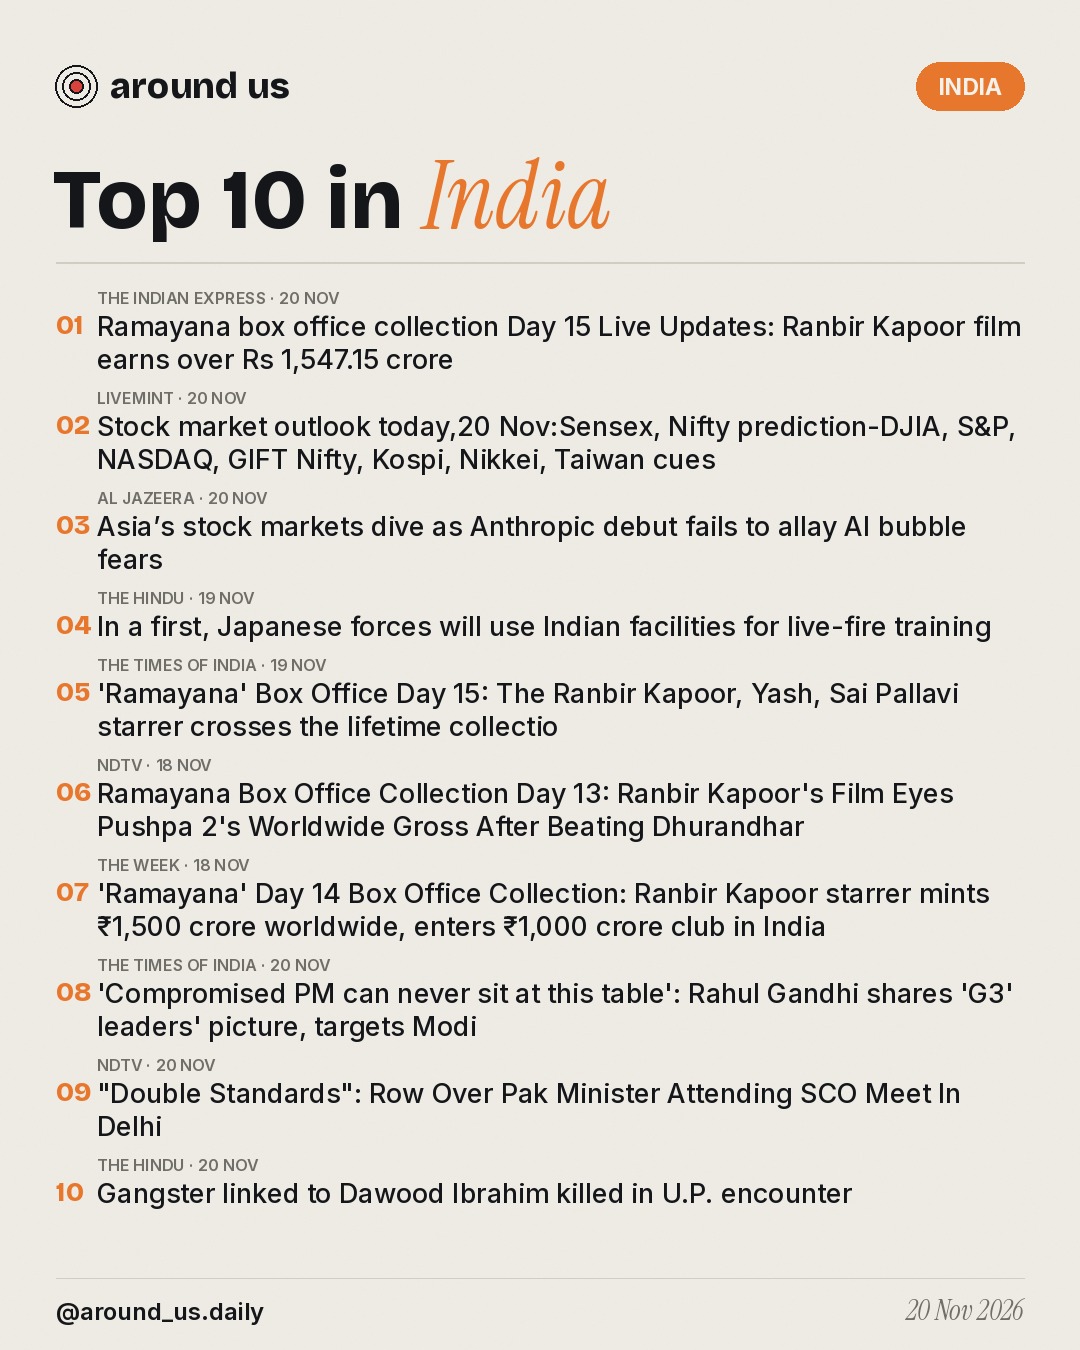 around us
INDIA
Top 10 in India
THE INDIAN EXPRESS · 20 NOV
01 Ramayana box office collection Day 15 Live Updates: Ranbir Kapoor film
earns over Rs 1,547.15 crore
LIVEMINT · 20 NOV
02 Stock market outlook today,20 Nov:Sensex, Nifty prediction-DJIA, S&P,
NASDAQ, GIFT Nifty, Kospi, Nikkei, Taiwan cues
AL JAZEERA · 20 NOV
03 Asia’s stock markets dive as Anthropic debut fails to allay AI bubble
fears
THE HINDU · 19 NOV
04 In a first, Japanese forces will use Indian facilities for live-fire training
THE TIMES OF INDIA · 19 NOV
05 'Ramayana' Box Office Day 15: The Ranbir Kapoor, Yash, Sai Pallavi
starrer crosses the lifetime collectio
NDTV · 18 NOV
06 Ramayana Box Office Collection Day 13: Ranbir Kapoor's Film Eyes
Pushpa 2's Worldwide Gross After Beating Dhurandhar
THE WEEK · 18 NOV
07 'Ramayana' Day 14 Box Office Collection: Ranbir Kapoor starrer mints
₹1,500 crore worldwide, enters ₹1,000 crore club in India
THE TIMES OF INDIA · 20 NOV
08 'Compromised PM can never sit at this table': Rahul Gandhi shares 'G3'
leaders' picture, targets Modi
NDTV · 20 NOV
09 "Double Standards": Row Over Pak Minister Attending SCO Meet In
Delhi
THE HINDU · 20 NOV
10 Gangster linked to Dawood Ibrahim killed in U.P. encounter
@around_us.daily
20 Nov 2026